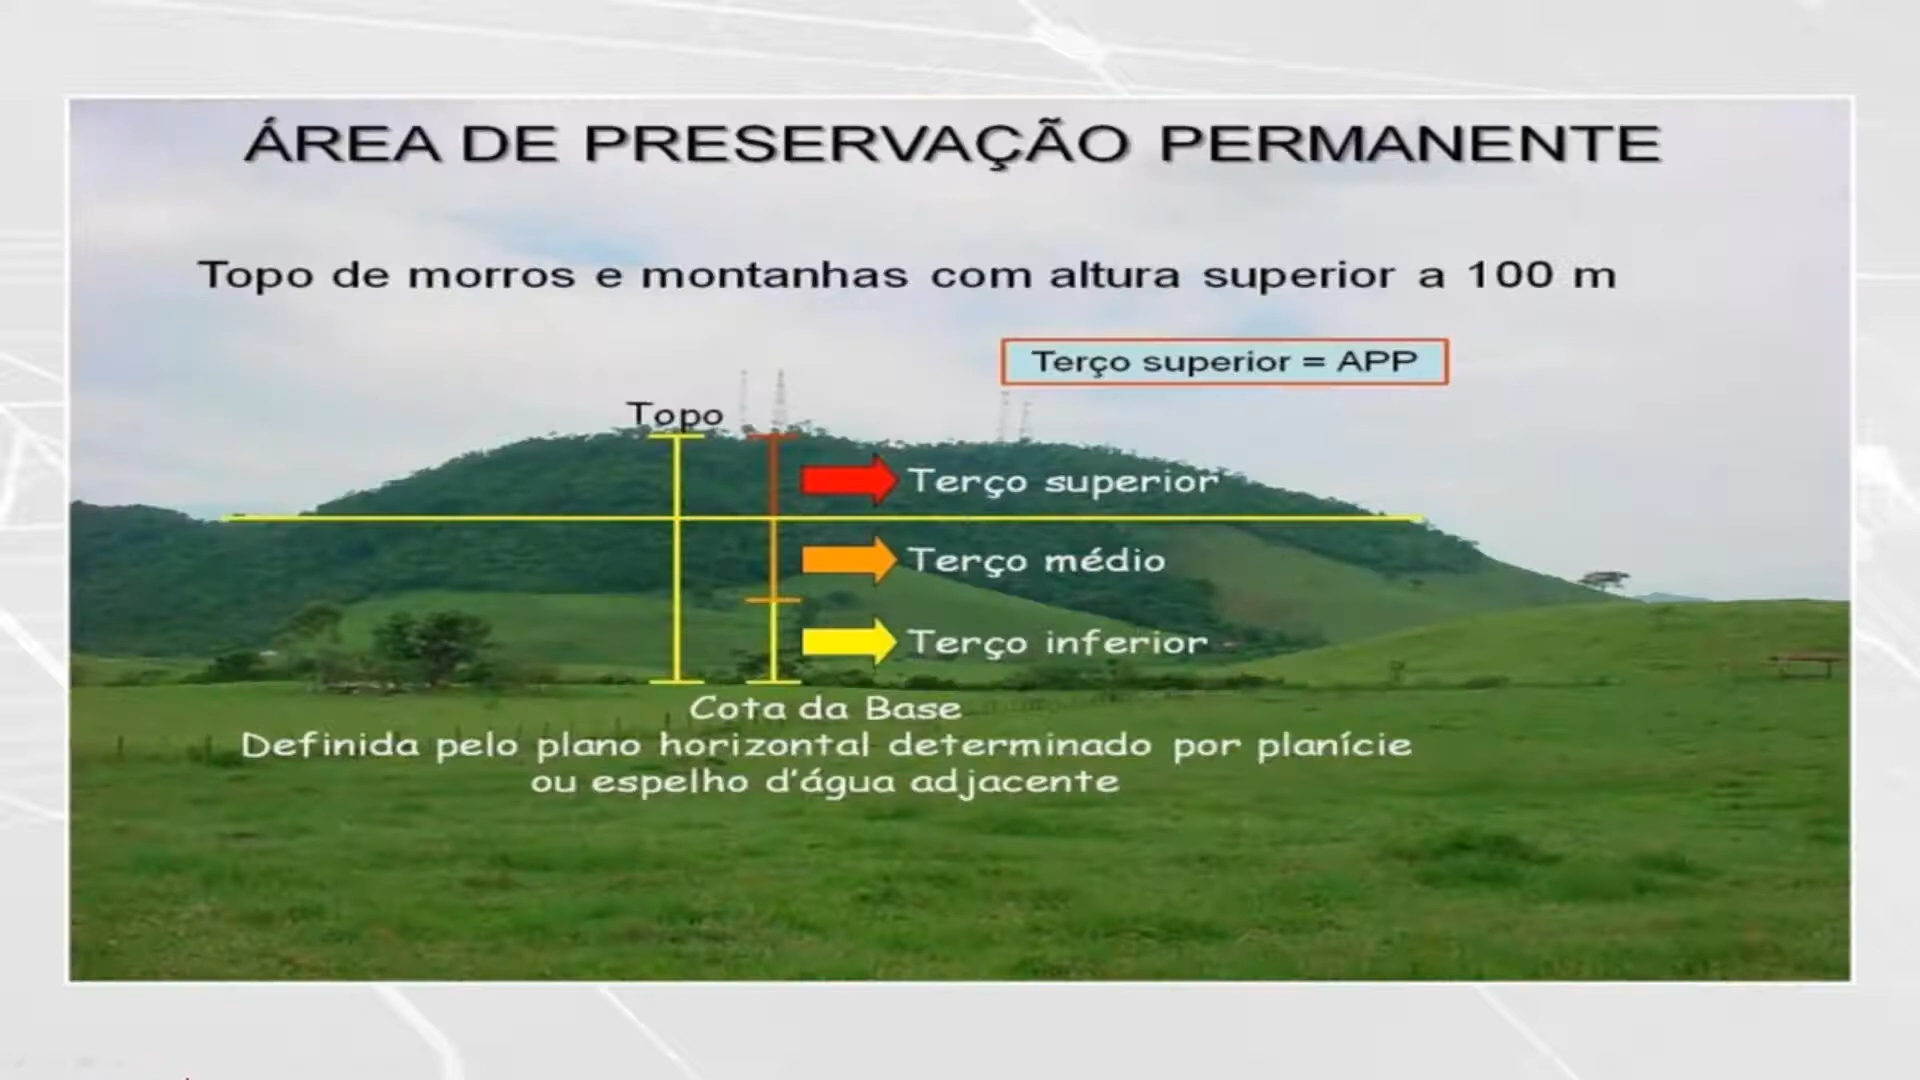 ÁREA DE PRESERVAÇÃO PERMANENTE
Topo de morros e montanhas com altura superior a 100 m
Terço superior = APP
Topo
Terço superior
Terço médio
Terço inferior
Cota da Base
Definida pelo plano horizontal determinado por planície
ou espelho d'água adjacente